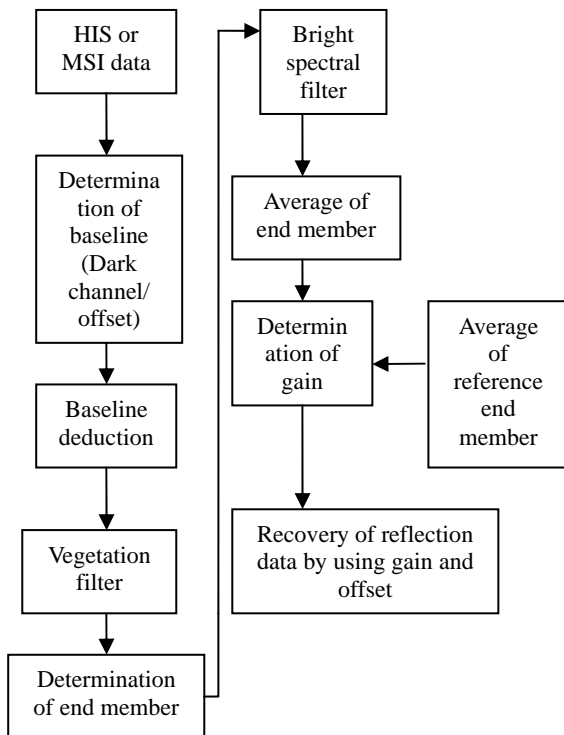 HIS or
MSI data
Determina
tion of
baseline
(Dark
channel/
offset)
Baseline
deduction
Vegetation
filter
Determination
of end member
Bright
spectral
filter
Average of
end member
Determin
ation of
gain
Average
of
reference
end
member
Recovery of reflection
data by using gain and
offset